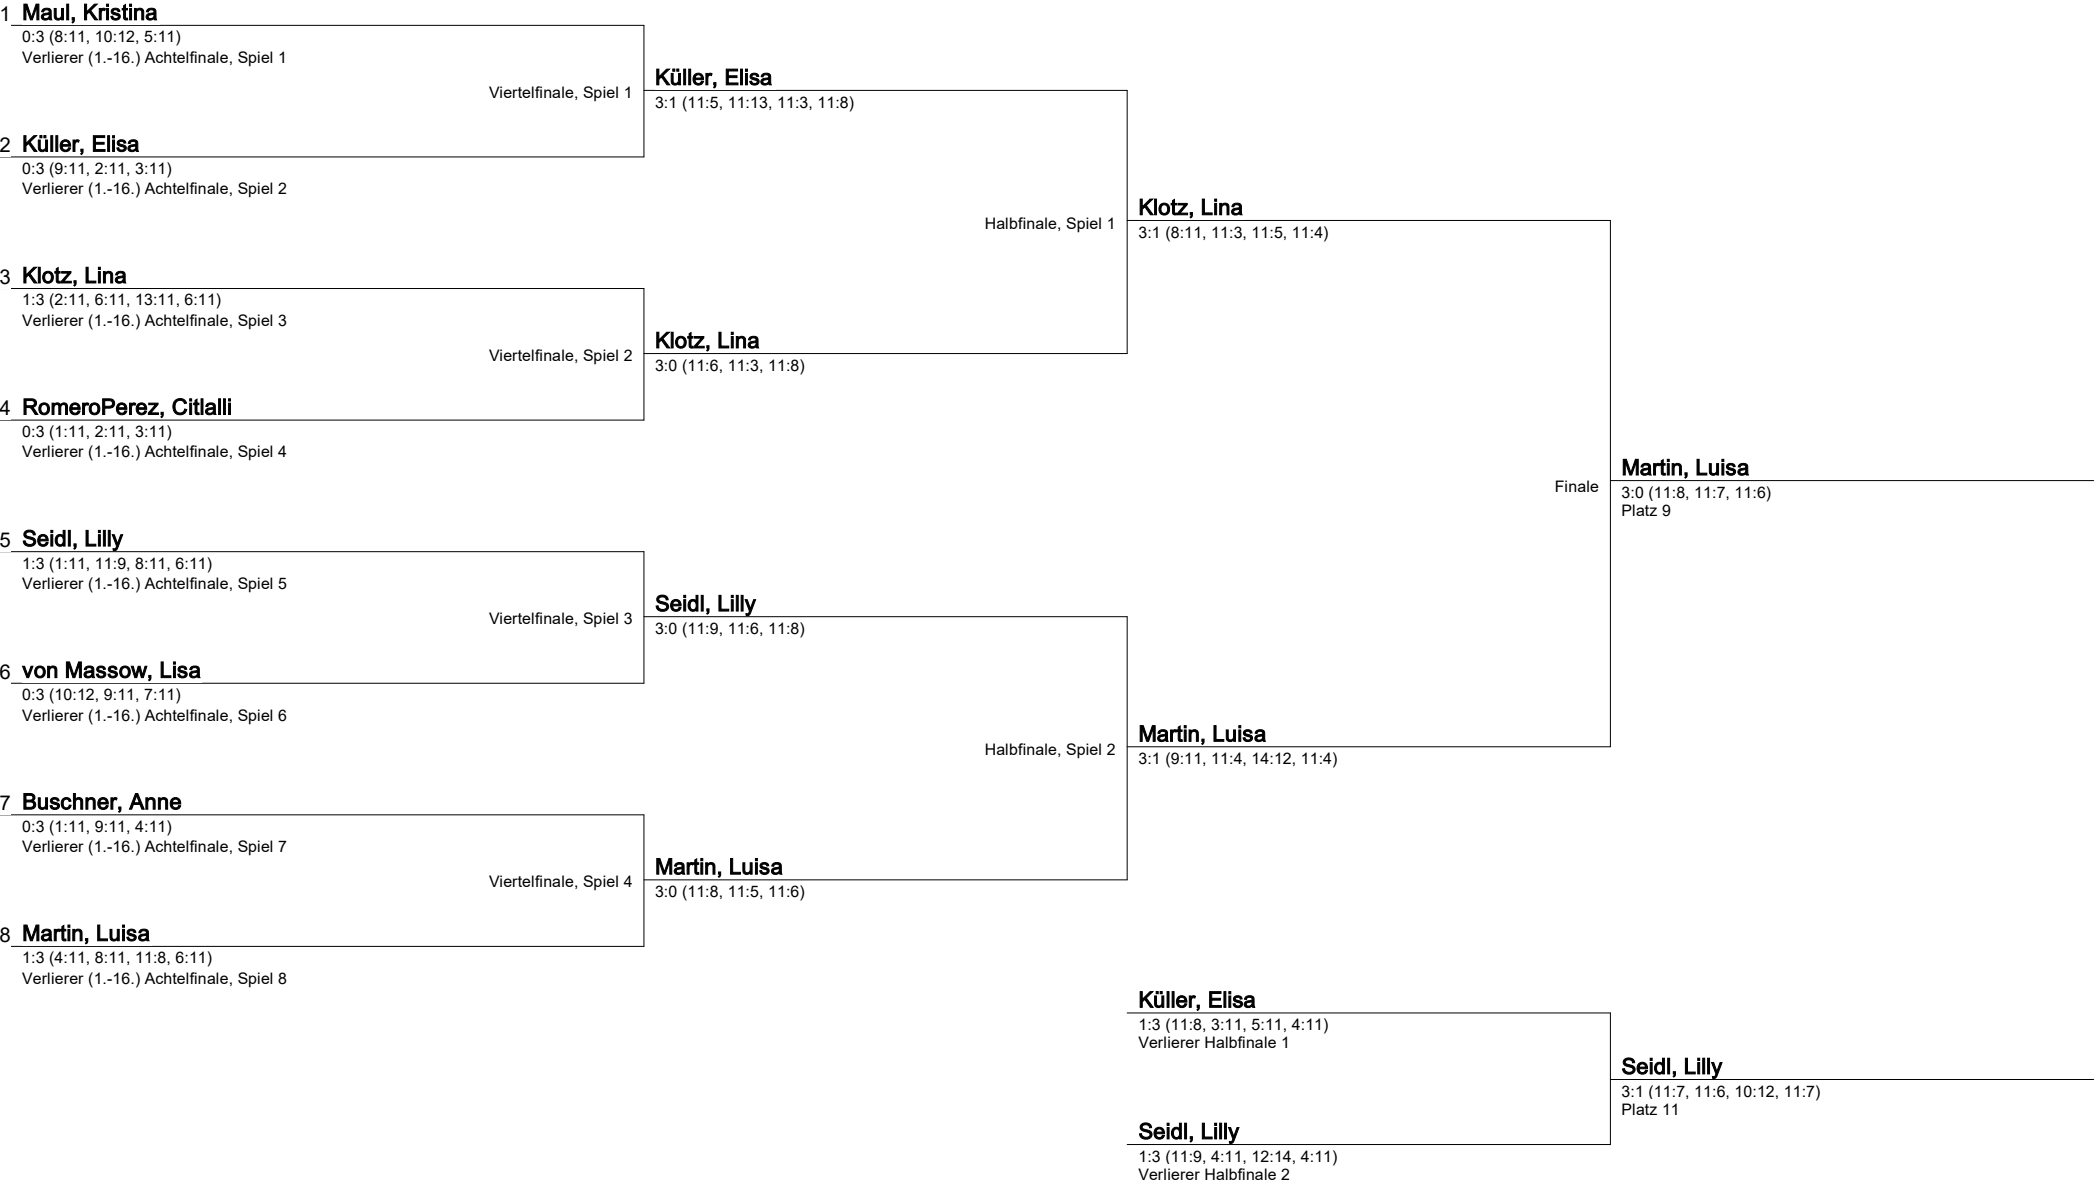 1 Maul, Kristina
0:3 (8:11, 10:12, 5:11)
Verlierer (1.-16.) Achtelfinale, Spiel 1
Viertelfinale, Spiel 1
Küller, Elisa
3:1 (11:5, 11:13, 11:3, 11:8)
2 Küller, Elisa
0:3 (9:11, 2:11, 3:11)
Verlierer (1.-16.) Achtelfinale, Spiel 2
Halbfinale, Spiel 1
Klotz, Lina
3:1 (8:11, 11:3, 11:5, 11:4)
3 Klotz, Lina
1:3 (2:11, 6:11, 13:11, 6:11)
Verlierer (1.-16.) Achtelfinale, Spiel 3
Viertelfinale, Spiel 2
Klotz, Lina
3:0 (11:6, 11:3, 11:8)
4 RomeroPerez, Citlalli
0:3 (1:11, 2:11, 3:11)
Verlierer (1.-16.) Achtelfinale, Spiel 4
Finale
Martin, Luisa
3:0 (11:8, 11:7, 11:6)
Platz 9
5 Seidl, Lilly
1:3 (1:11, 11:9, 8:11, 6:11)
Verlierer (1.-16.) Achtelfinale, Spiel 5
Viertelfinale, Spiel 3
Seidl, Lilly
3:0 (11:9, 11:6, 11:8)
6 von Massow, Lisa
0:3 (10:12, 9:11, 7:11)
Verlierer (1.-16.) Achtelfinale, Spiel 6
Halbfinale, Spiel 2
Martin, Luisa
3:1 (9:11, 11:4, 14:12, 11:4)
7 Buschner, Anne
0:3 (1:11, 9:11, 4:11)
Verlierer (1.-16.) Achtelfinale, Spiel 7
Viertelfinale, Spiel 4
Martin, Luisa
3:0 (11:8, 11:5, 11:6)
8 Martin, Luisa
1:3 (4:11, 8:11, 11:8, 6:11)
Verlierer (1.-16.) Achtelfinale, Spiel 8
Küller, Elisa
1:3 (11:8, 3:11, 5:11, 4:11)
Verlierer Halbfinale 1
Seidl, Lilly
3:1 (11:7, 11:6, 10:12, 11:7)
Platz 11
Seidl, Lilly
1:3 (11:9, 4:11, 12:14, 4:11)
Verlierer Halbfinale 2